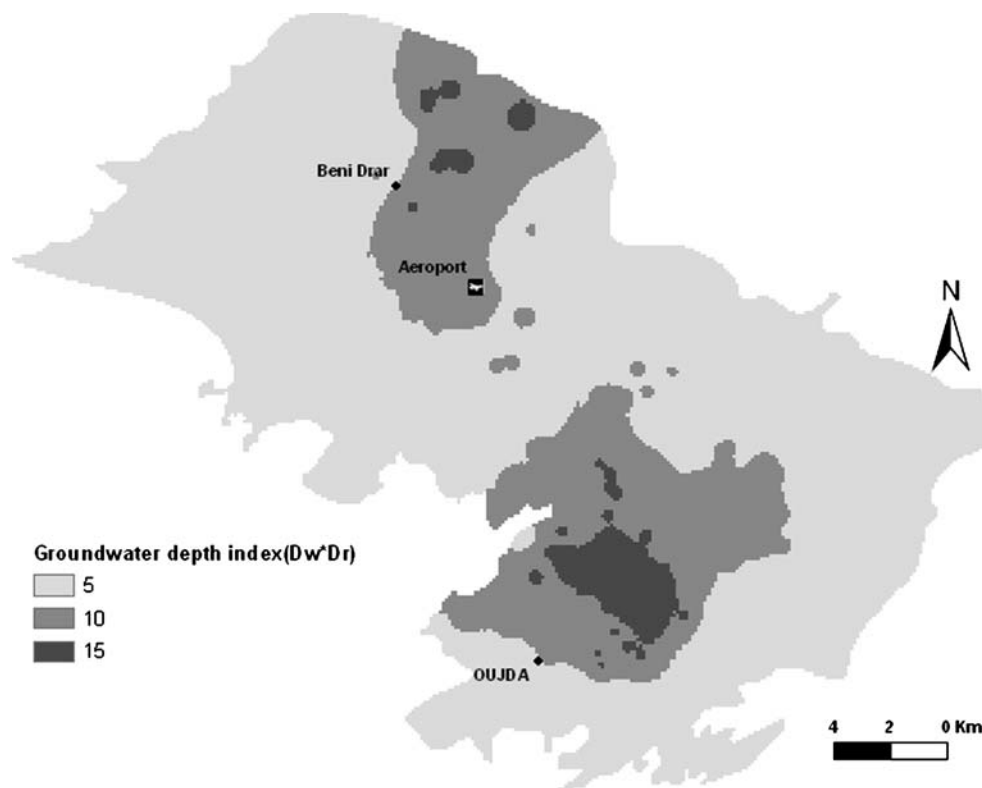 Beni Drar
Aeroport
N
Groundwater depth index(Dw*Dr)
5
10
15
OUJDA
4 2 0 Km